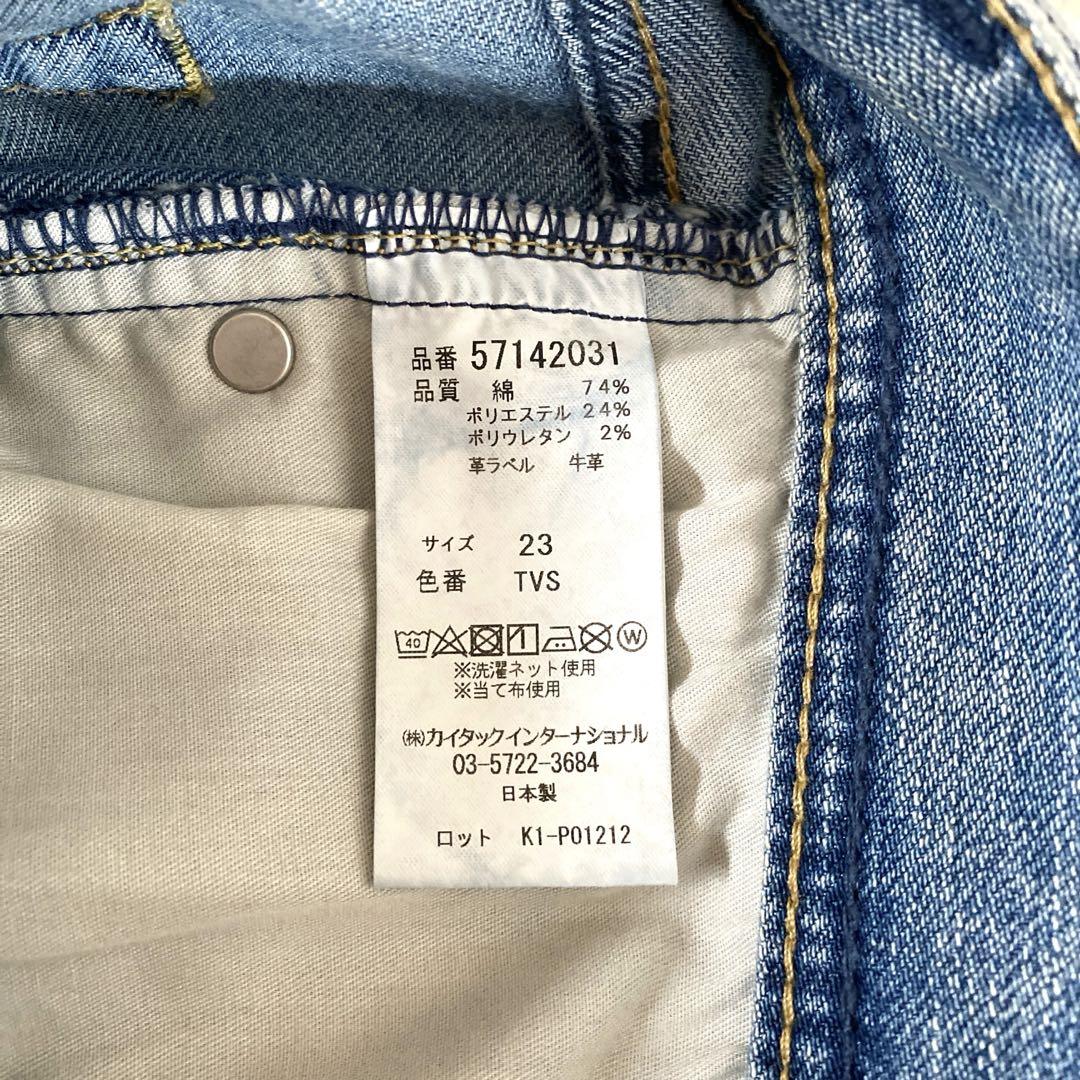 品番 57142031
品質 綿 74%
ポリエステル 24%
ポリウレタン 2%
革ラベル 牛革
サイズ 23
色番 TVS
40 W
※洗濯ネット使用
※当て布使用
㈱カイタックインターナショナル
03-5722-3684
日本製
ロット K1-P01212